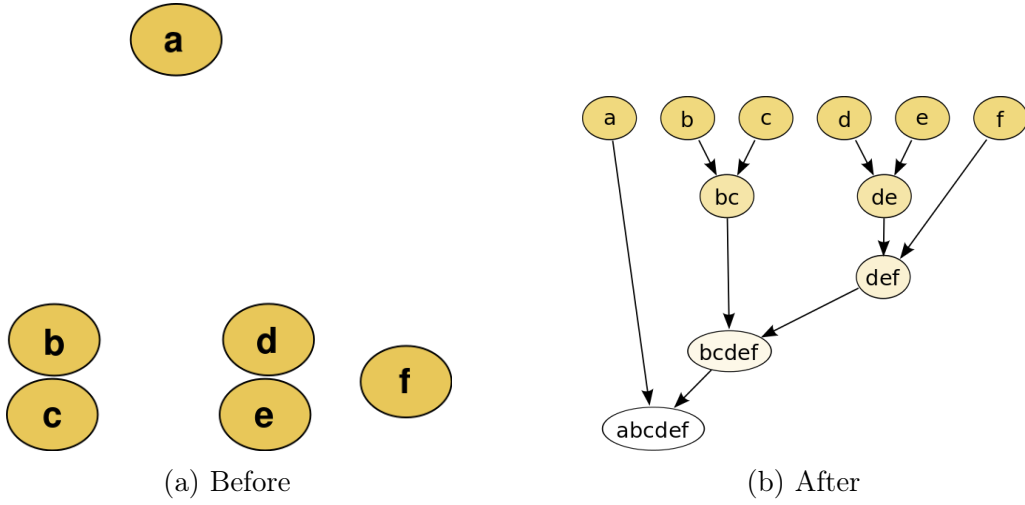 a
b
c
d
e
f
(a) Before
a b c d e f
bc de
def
bcdef
abcdef
(b) After